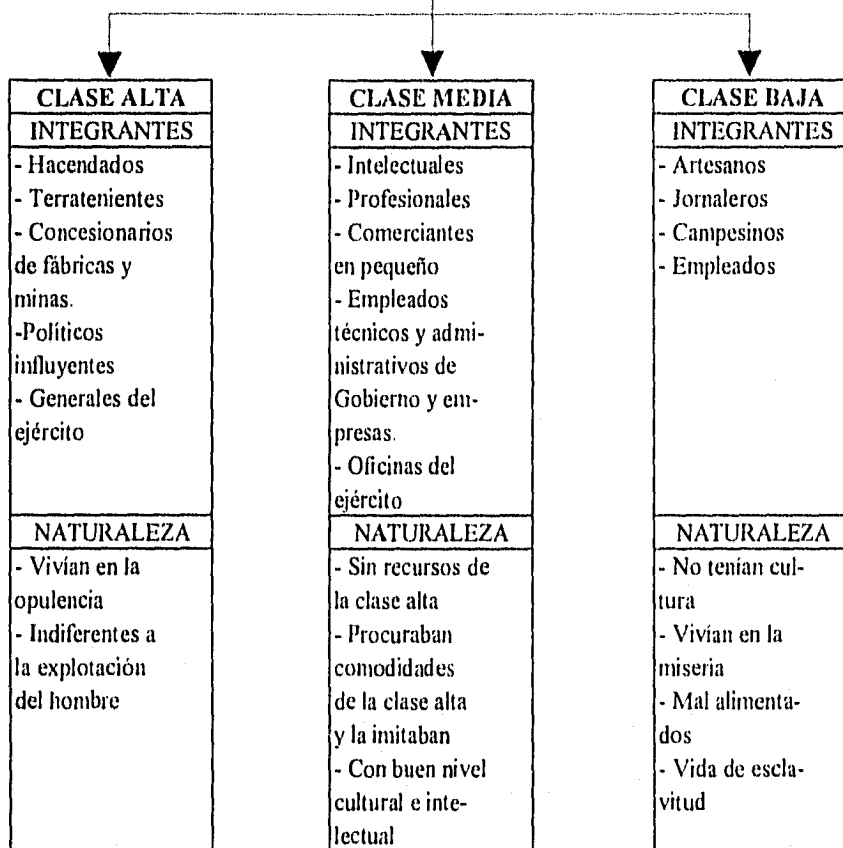 CLASE ALTA
INTEGRANTES
- Hacendados
- Terratenientes
- Concesionarios
de fábricas y
minas.
-Políticos
influyentes
- Generales del
ejército
NATURALEZA
- Vivían en la
opulencia
- Indiferentes a
la explotación
del hombre
CLASE MEDIA
INTEGRANTES
- Intelectuales
- Profesionales
- Comerciantes
en pequeño
- Empleados
técnicos y admi-
nistrativos de
Gobierno y em-
presas.
- Oficinas del
ejército
NATURALEZA
- Sin recursos de
la clase alta
- Procuraban
comodidades
de la clase alta
y la imitaban
- Con buen nivel
cultural e inte-
lectual
CLASE BAJA
INTEGRANTES
- Artesanos
- Jornaleros
- Campesinos
- Empleados
NATURALEZA
- No tenían cul-
tura
- Vivían en la
miseria
- Mal alimenta-
dos
- Vida de escla-
vitud